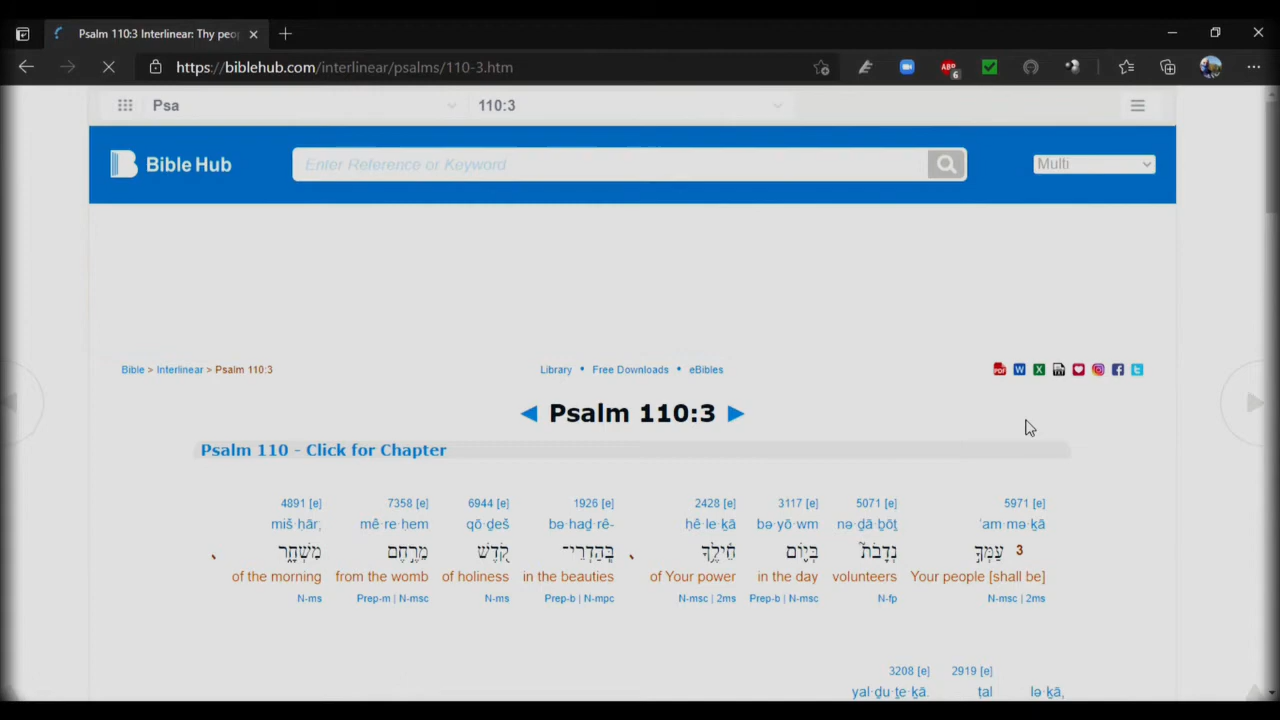 Psalm 110:3 Interlinear: Thy peo
https://biblehub.com/interlinear/psalms/110-3.htm
ABP
6
Psa 110:3
Bible Hub Enter Reference or Keyword Multi
Bible > Interlinear > Psalm 110:3 Library • Free Downloads • eBibles
◄ Psalm 110:3 ►
Psalm 110 - Click for Chapter
4891 [e] 7358 [e] 6944 [e] 1926 [e] 2428 [e] 3117 [e] 5071 [e] 5971 [e]
miš·ḥār; mê·re·ḥem qō·ḏeš bə·haḏ·rê- ḥê·le·ḵā bə·yō·wm nə·ḏā·ḇōṯ ‘am·mə·ḵā
3 עַמְּךָ֣ נְדָבֹת֮ בְּי֪וֹם חֵ֫ילֶ֥ךָ 、 בְּֽהַדְרֵי־ קֹ֭דֶשׁ מֵרֶ֣חֶם מִשְׁחָ֑ר 、
of the morning from the womb of holiness in the beauties of Your power in the day volunteers Your people [shall be]
N-ms Prep-m | N-msc N-ms Prep-b | N-mpc N-msc | 2ms Prep-b | N-msc N-fp N-msc | 2ms
3208 [e] 2919 [e]
yal·ḏu·ṯe·ḵā. ṭal lə·ḵā,